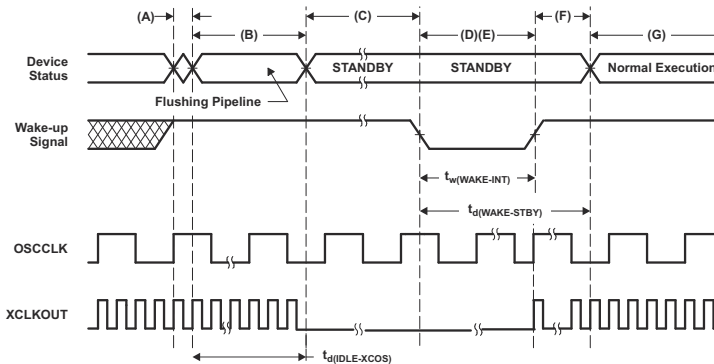 (A)
(B)
(C)
(D)(E)
(F)
(G)
Device
Status
STANDBY
STANDBY
Normal Execution
Flushing Pipeline
Wake-up
Signal
tw(WAKE-INT)
td(WAKE-STBY)
OSCCLK
XCLKOUT
td(IDLE-XCOS)